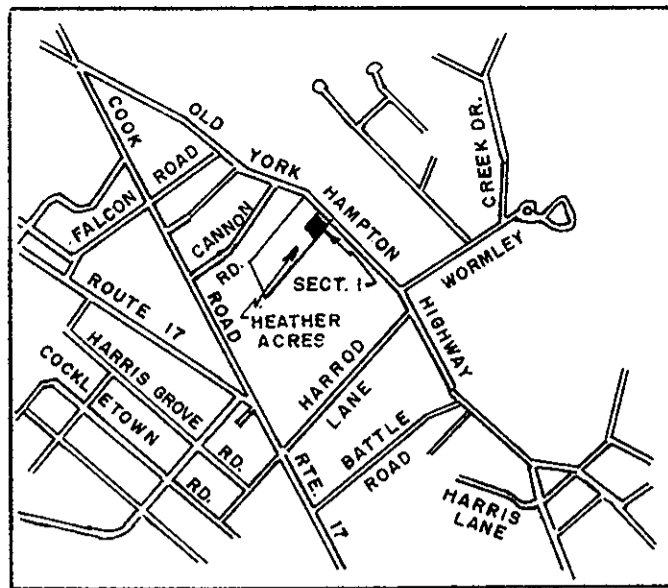 COOK ROAD
OLD YORK HAMPTON HIGHWAY
FALCON ROAD
CANNON RD.
CREEK DR.
WORMLEY
SECT. 1
HEATHER ACRES
ROUTE 17
HARRIS GROVE RD.
COCKLETOWN RD.
HARROD LANE
RTE. 17
BATTLE ROAD
HARRIS LANE